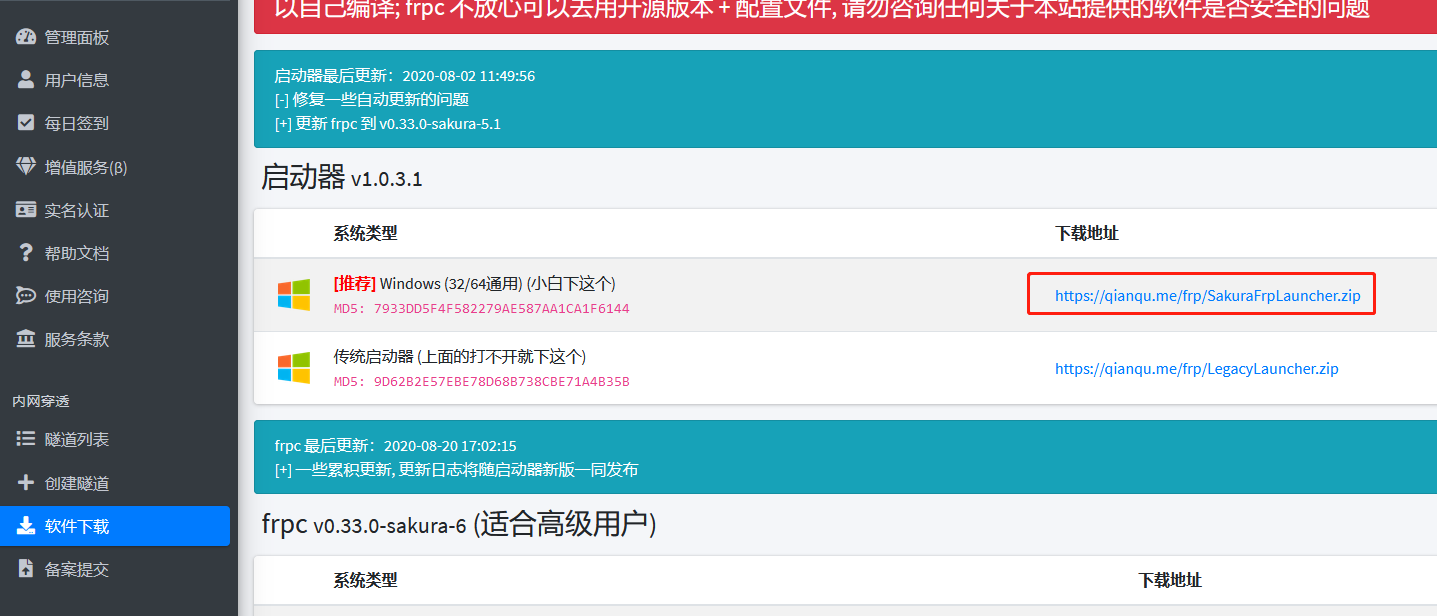 以自己编译; frpc 不放心可以去用开源版本 + 配置文件, 请勿咨询任何关于本站提供的软件是否安全的问题
管理面板
用户信息
每日签到
增值服务(β)
实名认证
帮助文档
使用咨询
服务条款
内网穿透
隧道列表
创建隧道
软件下载
备案提交
启动器最后更新：2020-08-02 11:49:56
[-] 修复一些自动更新的问题
[+] 更新 frpc 到 v0.33.0-sakura-5.1
启动器 v1.0.3.1
系统类型 下载地址
[推荐] Windows (32/64通用) (小白下这个)
MD5: 7933DD5F4F582279AE587AA1CA1F6144
https://qianqu.me/frp/SakuraFrpLauncher.zip
传统启动器 (上面的打不开就下这个)
MD5: 9D62B2E57EBE78D68B738CBE71A4B35B
https://qianqu.me/frp/LegacyLauncher.zip
frpc 最后更新：2020-08-20 17:02:15
[+] 一些累积更新, 更新日志将随启动器新版一同发布
frpc v0.33.0-sakura-6 (适合高级用户)
系统类型 下载地址